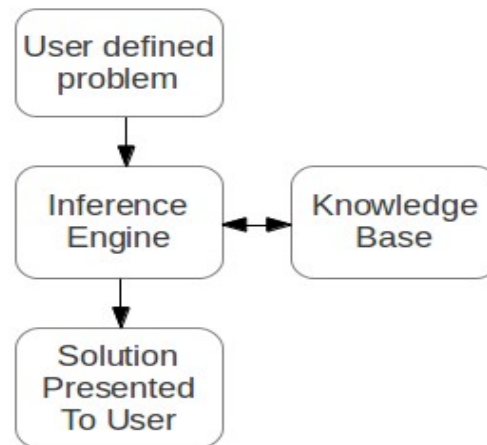 User defined
problem
Inference
Engine
Knowledge
Base
Solution
Presented
To User